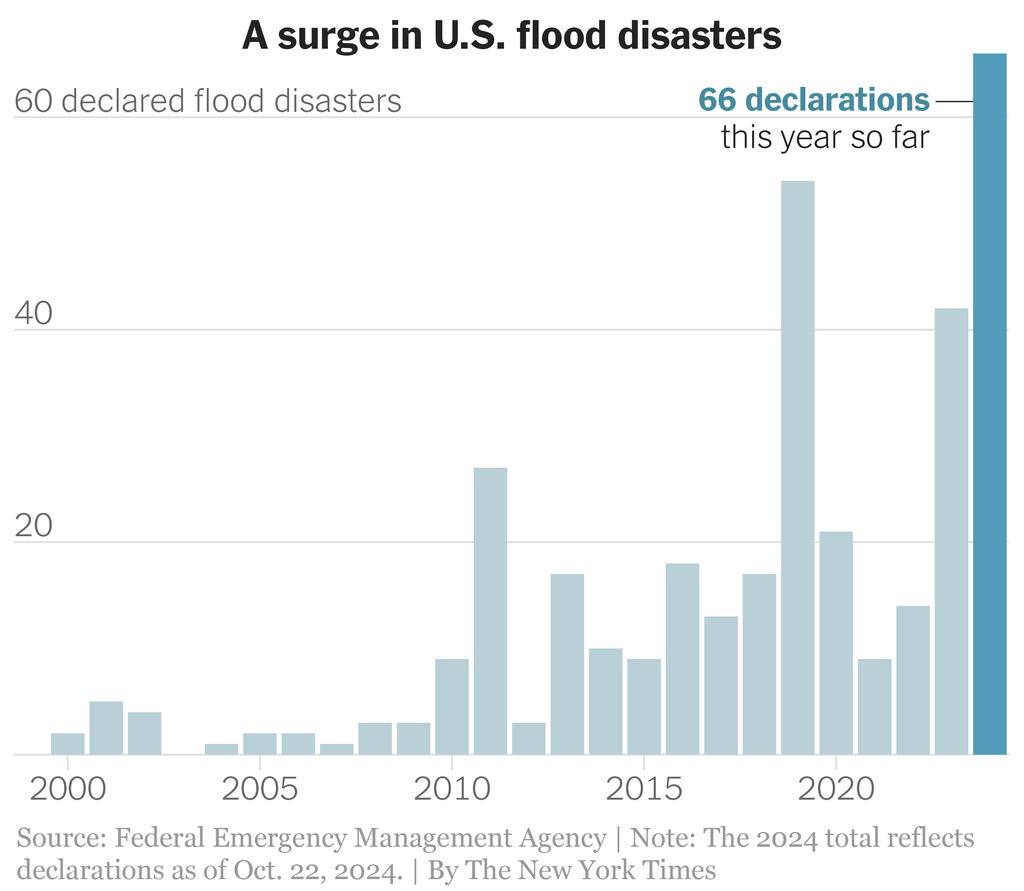 A surge in U.S. flood disasters
60 declared flood disasters
66 declarations
this year so far
40
20
2000 2005 2010 2015 2020
Source: Federal Emergency Management Agency | Note: The 2024 total reflects
declarations as of Oct. 22, 2024. | By The New York Times